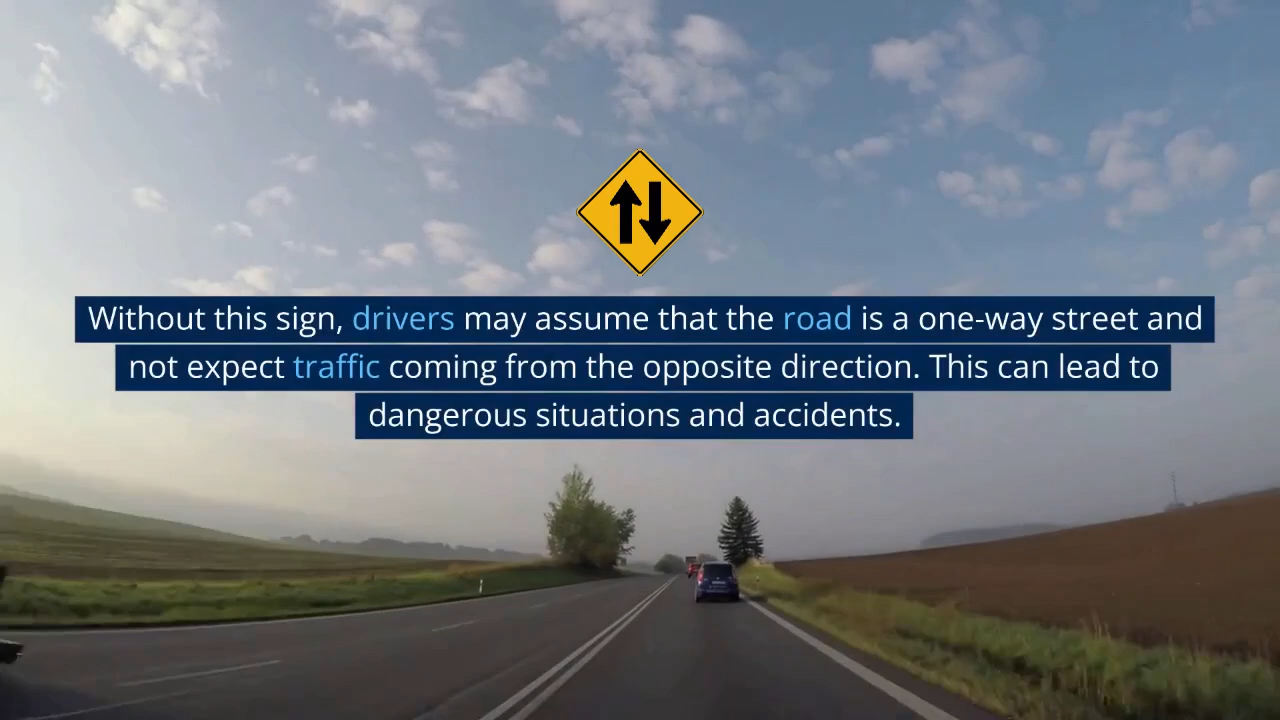 Without this sign, drivers may assume that the road is a one-way street and
not expect traffic coming from the opposite direction. This can lead to
dangerous situations and accidents.